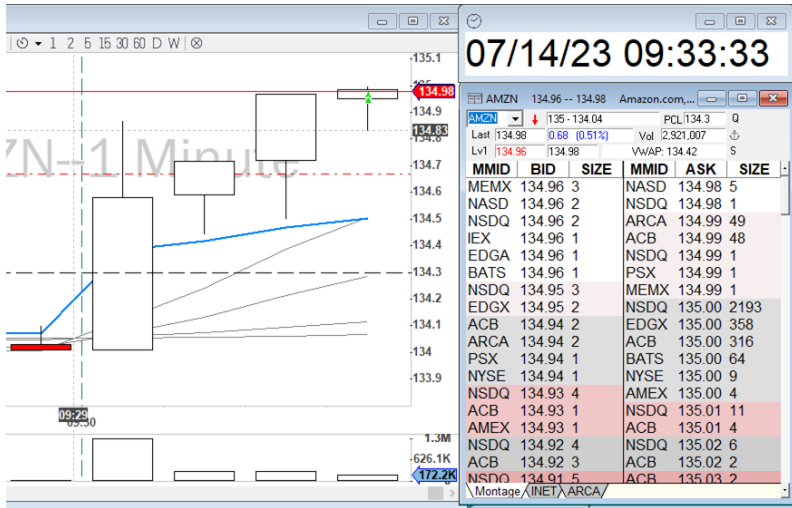 1 2 5 15 30 60 D W
ZN--1 Minute
135.1
134.98
134.9
134.83
134.7
134.6
134.5
134.4
134.3
134.2
134.1
134
133.9
09:29
09:30
1.3M
626.1K
172.2K
07/14/23 09:33:33
AMZN 134.96 -- 134.98 Amazon.com,...
AMZN 135 - 134.04 PCL 134.3 Q
Last 134.98 0.68 (0.51%) Vol 2,921,007
Lv1 134.96 134.98 VWAP: 134.42 S
MMID BID SIZE MMID ASK SIZE
MEMX 134.96 3 NASD 134.98 5
NASD 134.96 2 NSDQ 134.98 1
NSDQ 134.96 2 ARCA 134.99 49
IEX 134.96 1 ACB 134.99 48
EDGA 134.96 1 NSDQ 134.99 1
BATS 134.96 1 PSX 134.99 1
NSDQ 134.95 3 MEMX 134.99 1
EDGX 134.95 2 NSDQ 135.00 2193
ACB 134.94 2 EDGX 135.00 358
ARCA 134.94 2 ACB 135.00 316
PSX 134.94 1 BATS 135.00 64
NYSE 134.94 1 NYSE 135.00 9
NSDQ 134.93 4 AMEX 135.00 4
ACB 134.93 1 NSDQ 135.01 11
AMEX 134.93 1 ACB 135.01 4
NSDQ 134.92 4 NSDQ 135.02 6
ACB 134.92 3 ACB 135.02 2
NSDQ 134.91 5 ACB 135.03 2
Montage INET ARCA